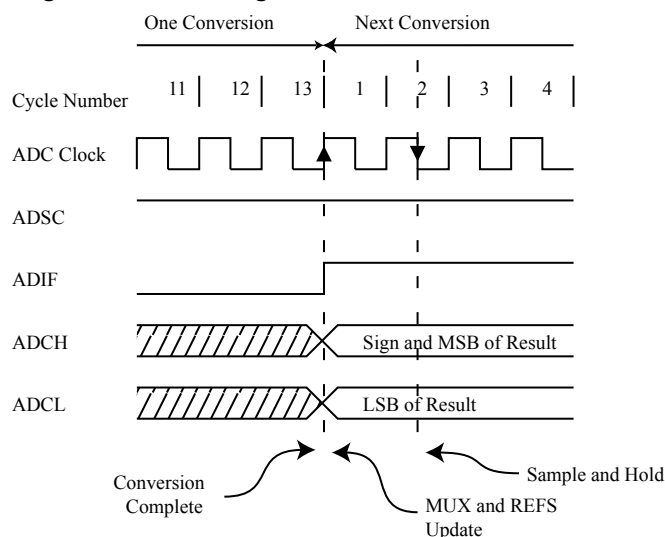 One Conversion Next Conversion
Cycle Number 11 12 13 1 2 3 4
ADC Clock
ADSC
ADIF
ADCH Sign and MSB of Result
ADCL LSB of Result
Conversion
Complete
MUX and REFS
Update
Sample and Hold